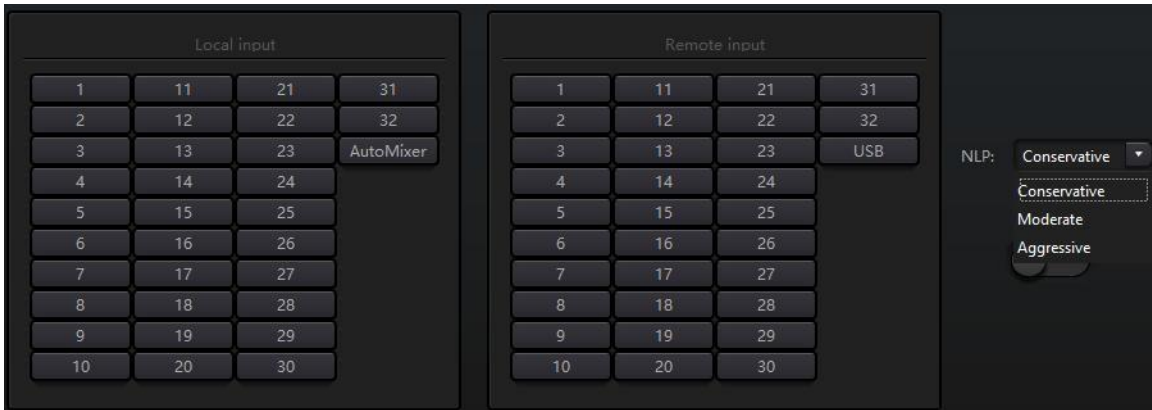 Local input
1 11 21 31
2 12 22 32
3 13 23 AutoMixer
4 14 24
5 15 25
6 16 26
7 17 27
8 18 28
9 19 29
10 20 30
Remote input
1 11 21 31
2 12 22 32
3 13 23 USB
4 14 24
5 15 25
6 16 26
7 17 27
8 18 28
9 19 29
10 20 30
NLP: Conservative
Conservative
Moderate
Aggressive